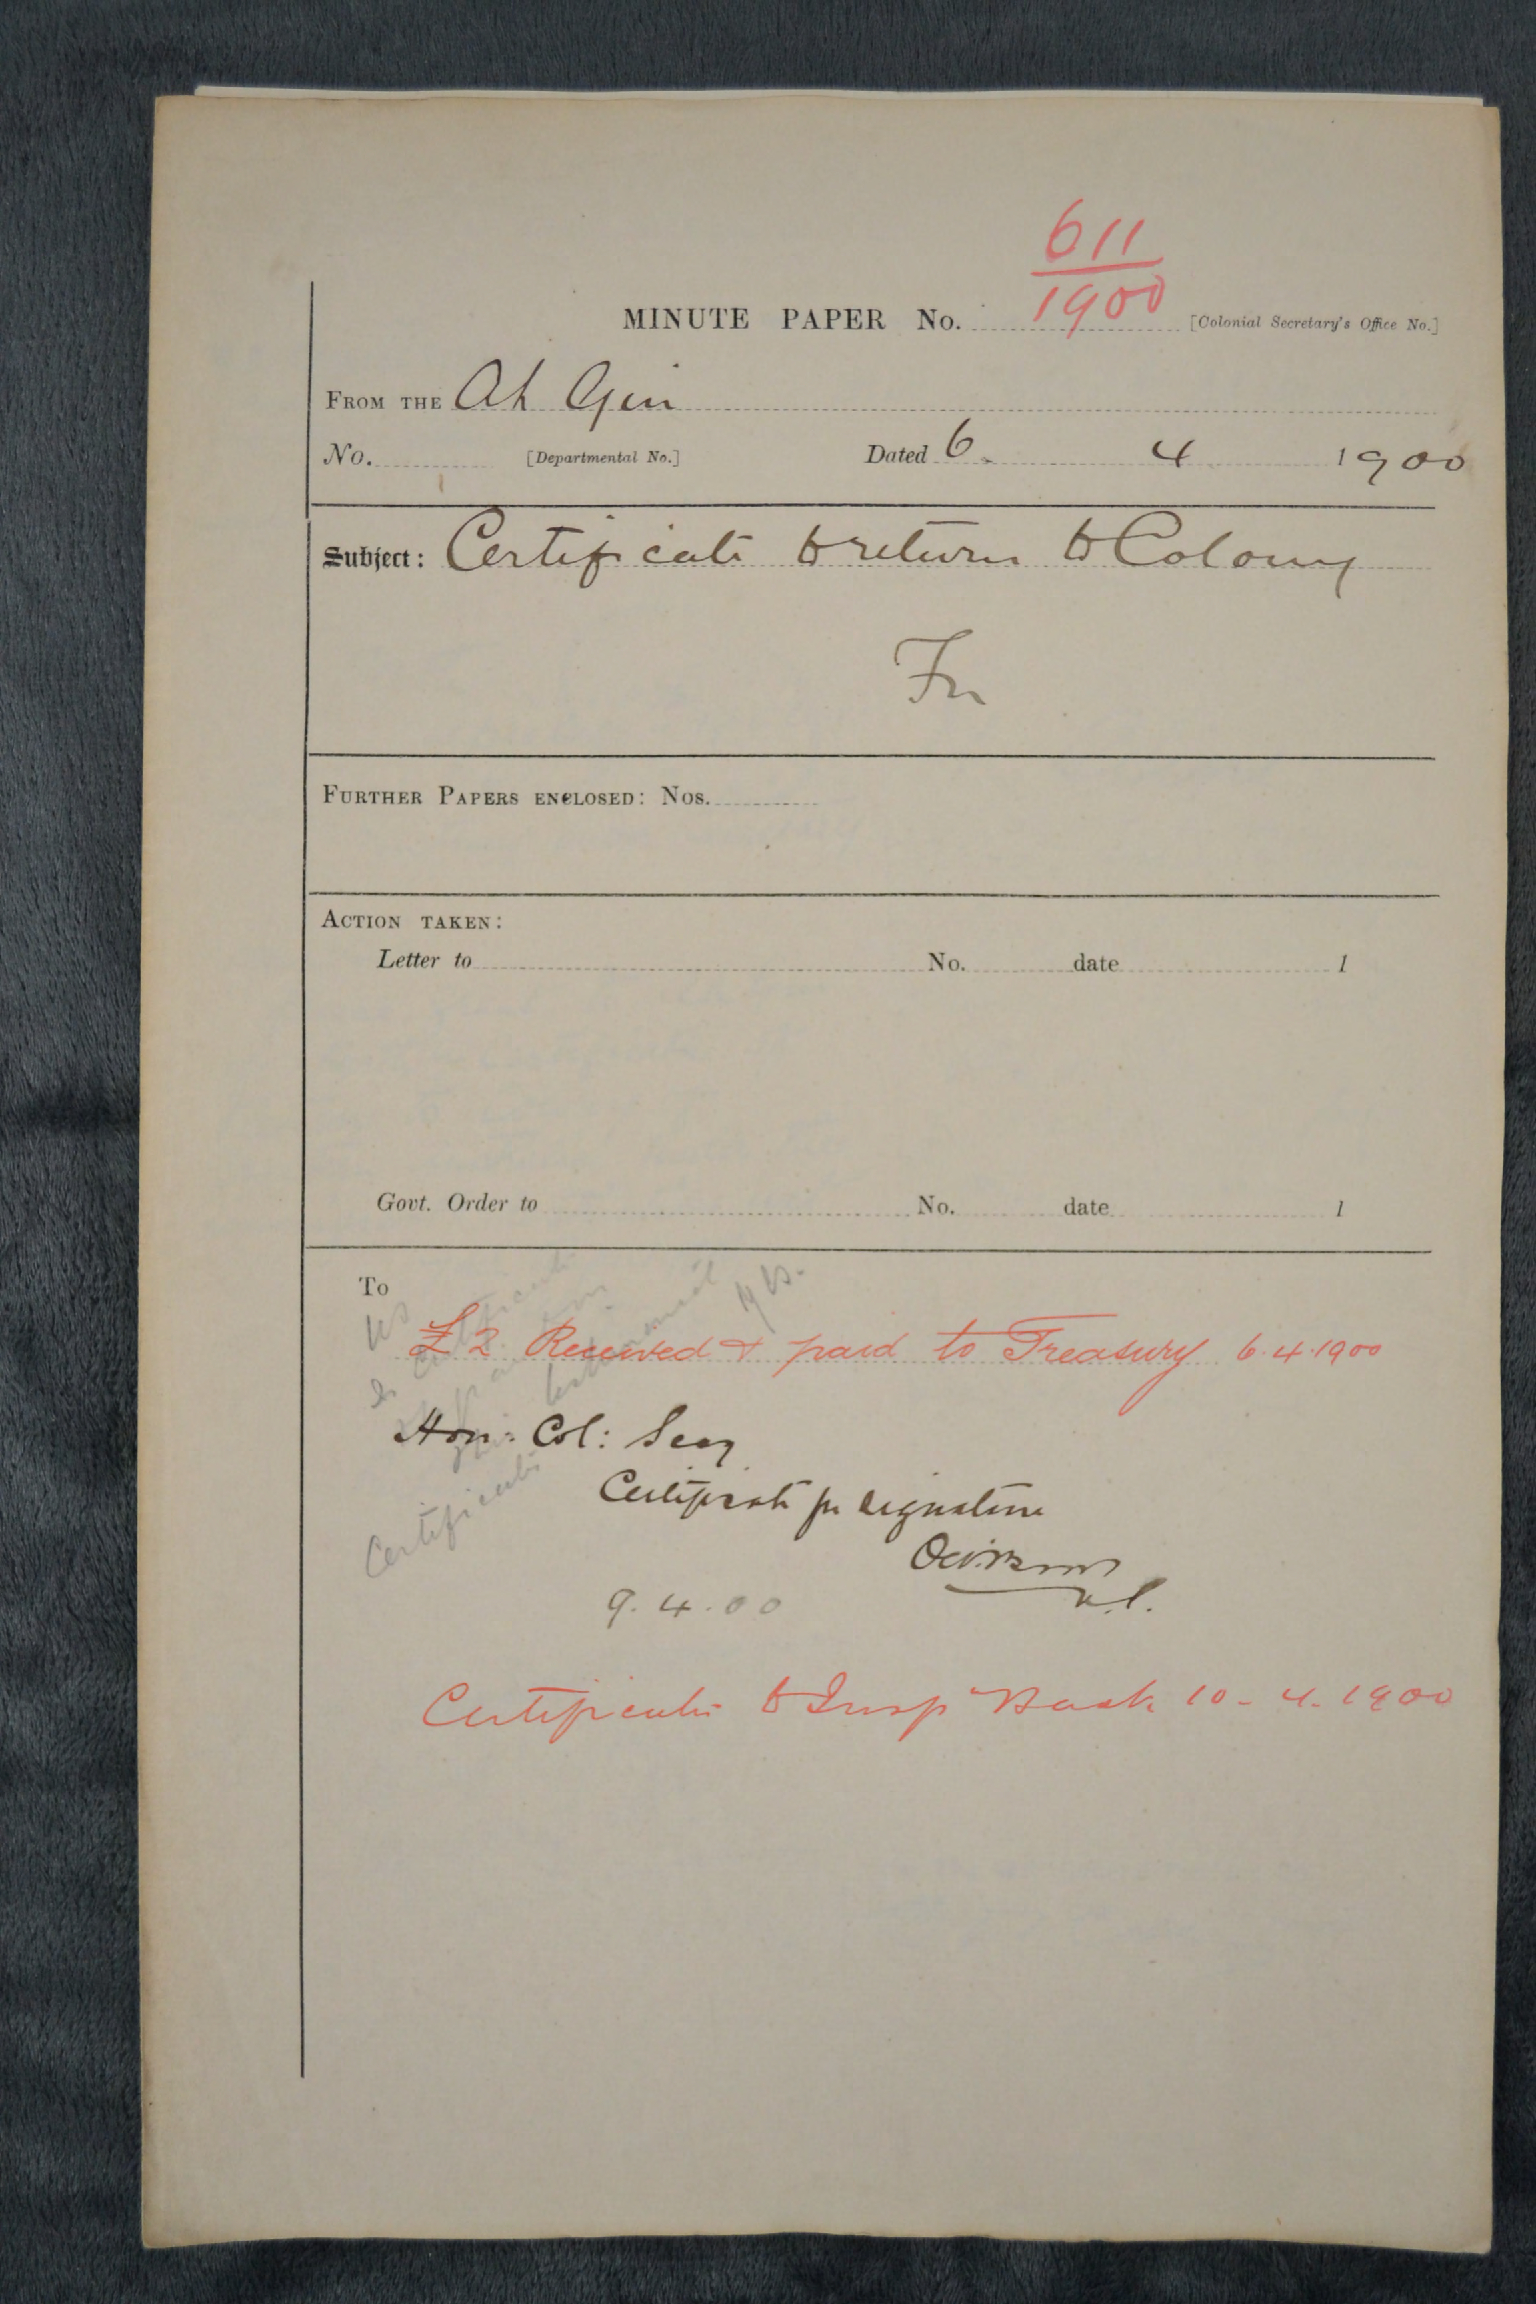 611
1900
MINUTE PAPER No. [Colonial Secretary's Office No.]
FROM THE Ah Gin
No. [Departmental No.] Dated 6. 4 1900
Subject: Certificate to return to Colony
FURTHER PAPERS ENCLOSED: Nos.
ACTION TAKEN:
Letter to No. date 1
Govt. Order to No. date 1
To
£2 Received & paid to Treasury 6.4.1900
Hon: Col: Secy
Certificate for signature
U.S.
9.4.00
Certificate
Certificate to Insp 10-4-1900